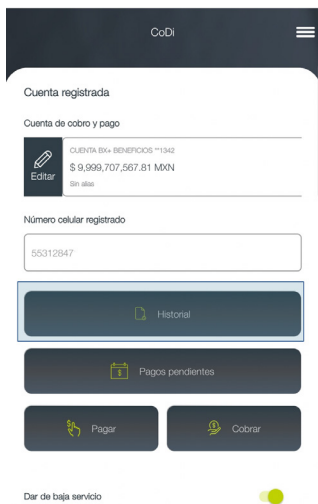 CoDi
Cuenta registrada
Cuenta de cobro y pago
Editar
CUENTA BX+ BENEFICIOS **1342
$ 9,999,707,567.81 MXN
Sin alias
Número celular registrado
55312847
Historial
Pagos pendientes
Pagar
Cobrar
Dar de baja servicio